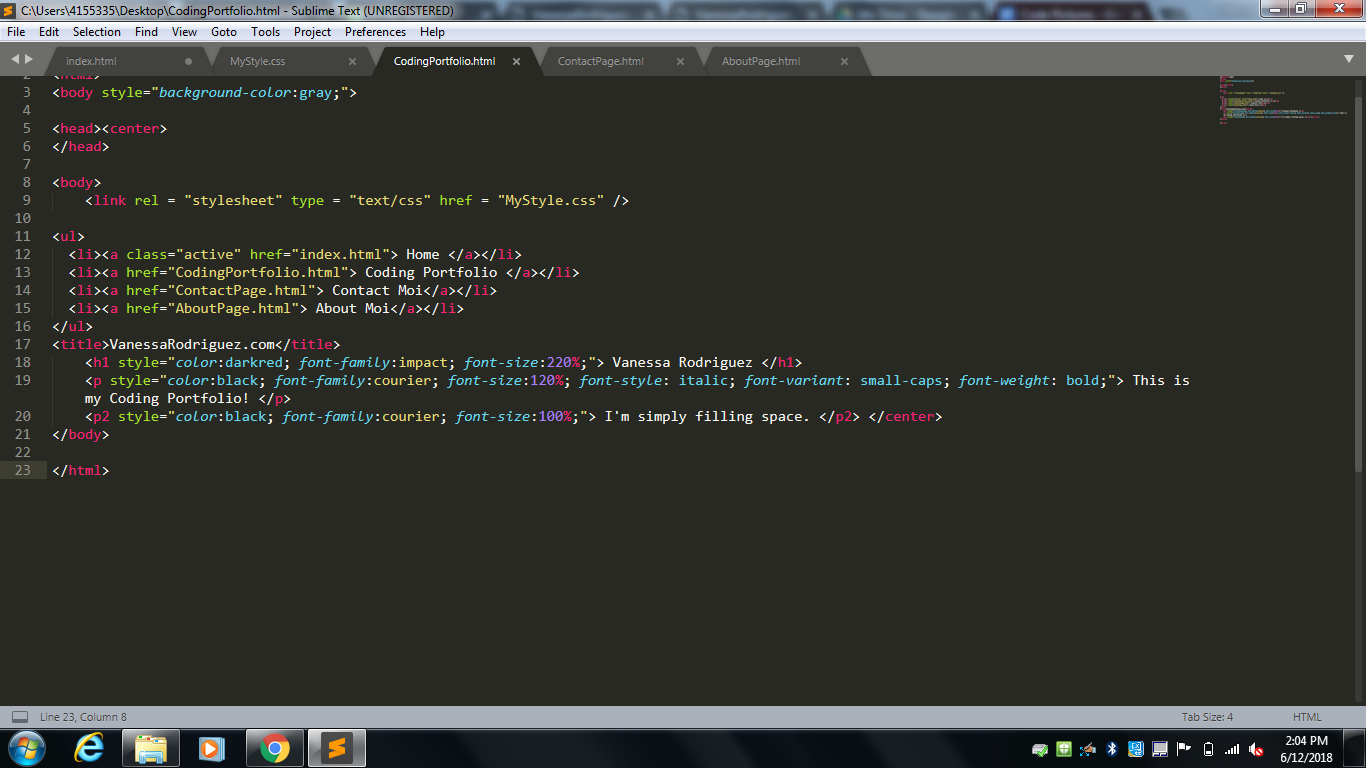 C:\Users\4155335\Desktop\CodingPortfolio.html - Sublime Text (UNREGISTERED)
File Edit Selection Find View Goto Tools Project Preferences Help
index.html MyStyle.css CodingPortfolio.html ContactPage.html AboutPage.html
2 <html>
3 <body style="background-color:gray;">
4
5 <head><center>
6 </head>
7
8 <body>
9 <link rel = "stylesheet" type = "text/css" href = "MyStyle.css" />
10
11 <ul>
12 <li><a class="active" href="index.html"> Home </a></li>
13 <li><a href="CodingPortfolio.html"> Coding Portfolio </a></li>
14 <li><a href="ContactPage.html"> Contact Moi</a></li>
15 <li><a href="AboutPage.html"> About Moi</a></li>
16 </ul>
17 <title>VanessaRodriguez.com</title>
18 <h1 style="color:darkred; font-family:impact; font-size:220%;"> Vanessa Rodriguez </h1>
19 <p style="color:black; font-family:courier; font-size:120%; font-style: italic; font-variant: small-caps; font-weight: bold;"> This is
my Coding Portfolio! </p>
20 <p2 style="color:black; font-family:courier; font-size:100%;"> I'm simply filling space. </p2> </center>
21 </body>
22
23 </html>
Line 23, Column 8 Tab Size: 4 HTML
2:04 PM
6/12/2018